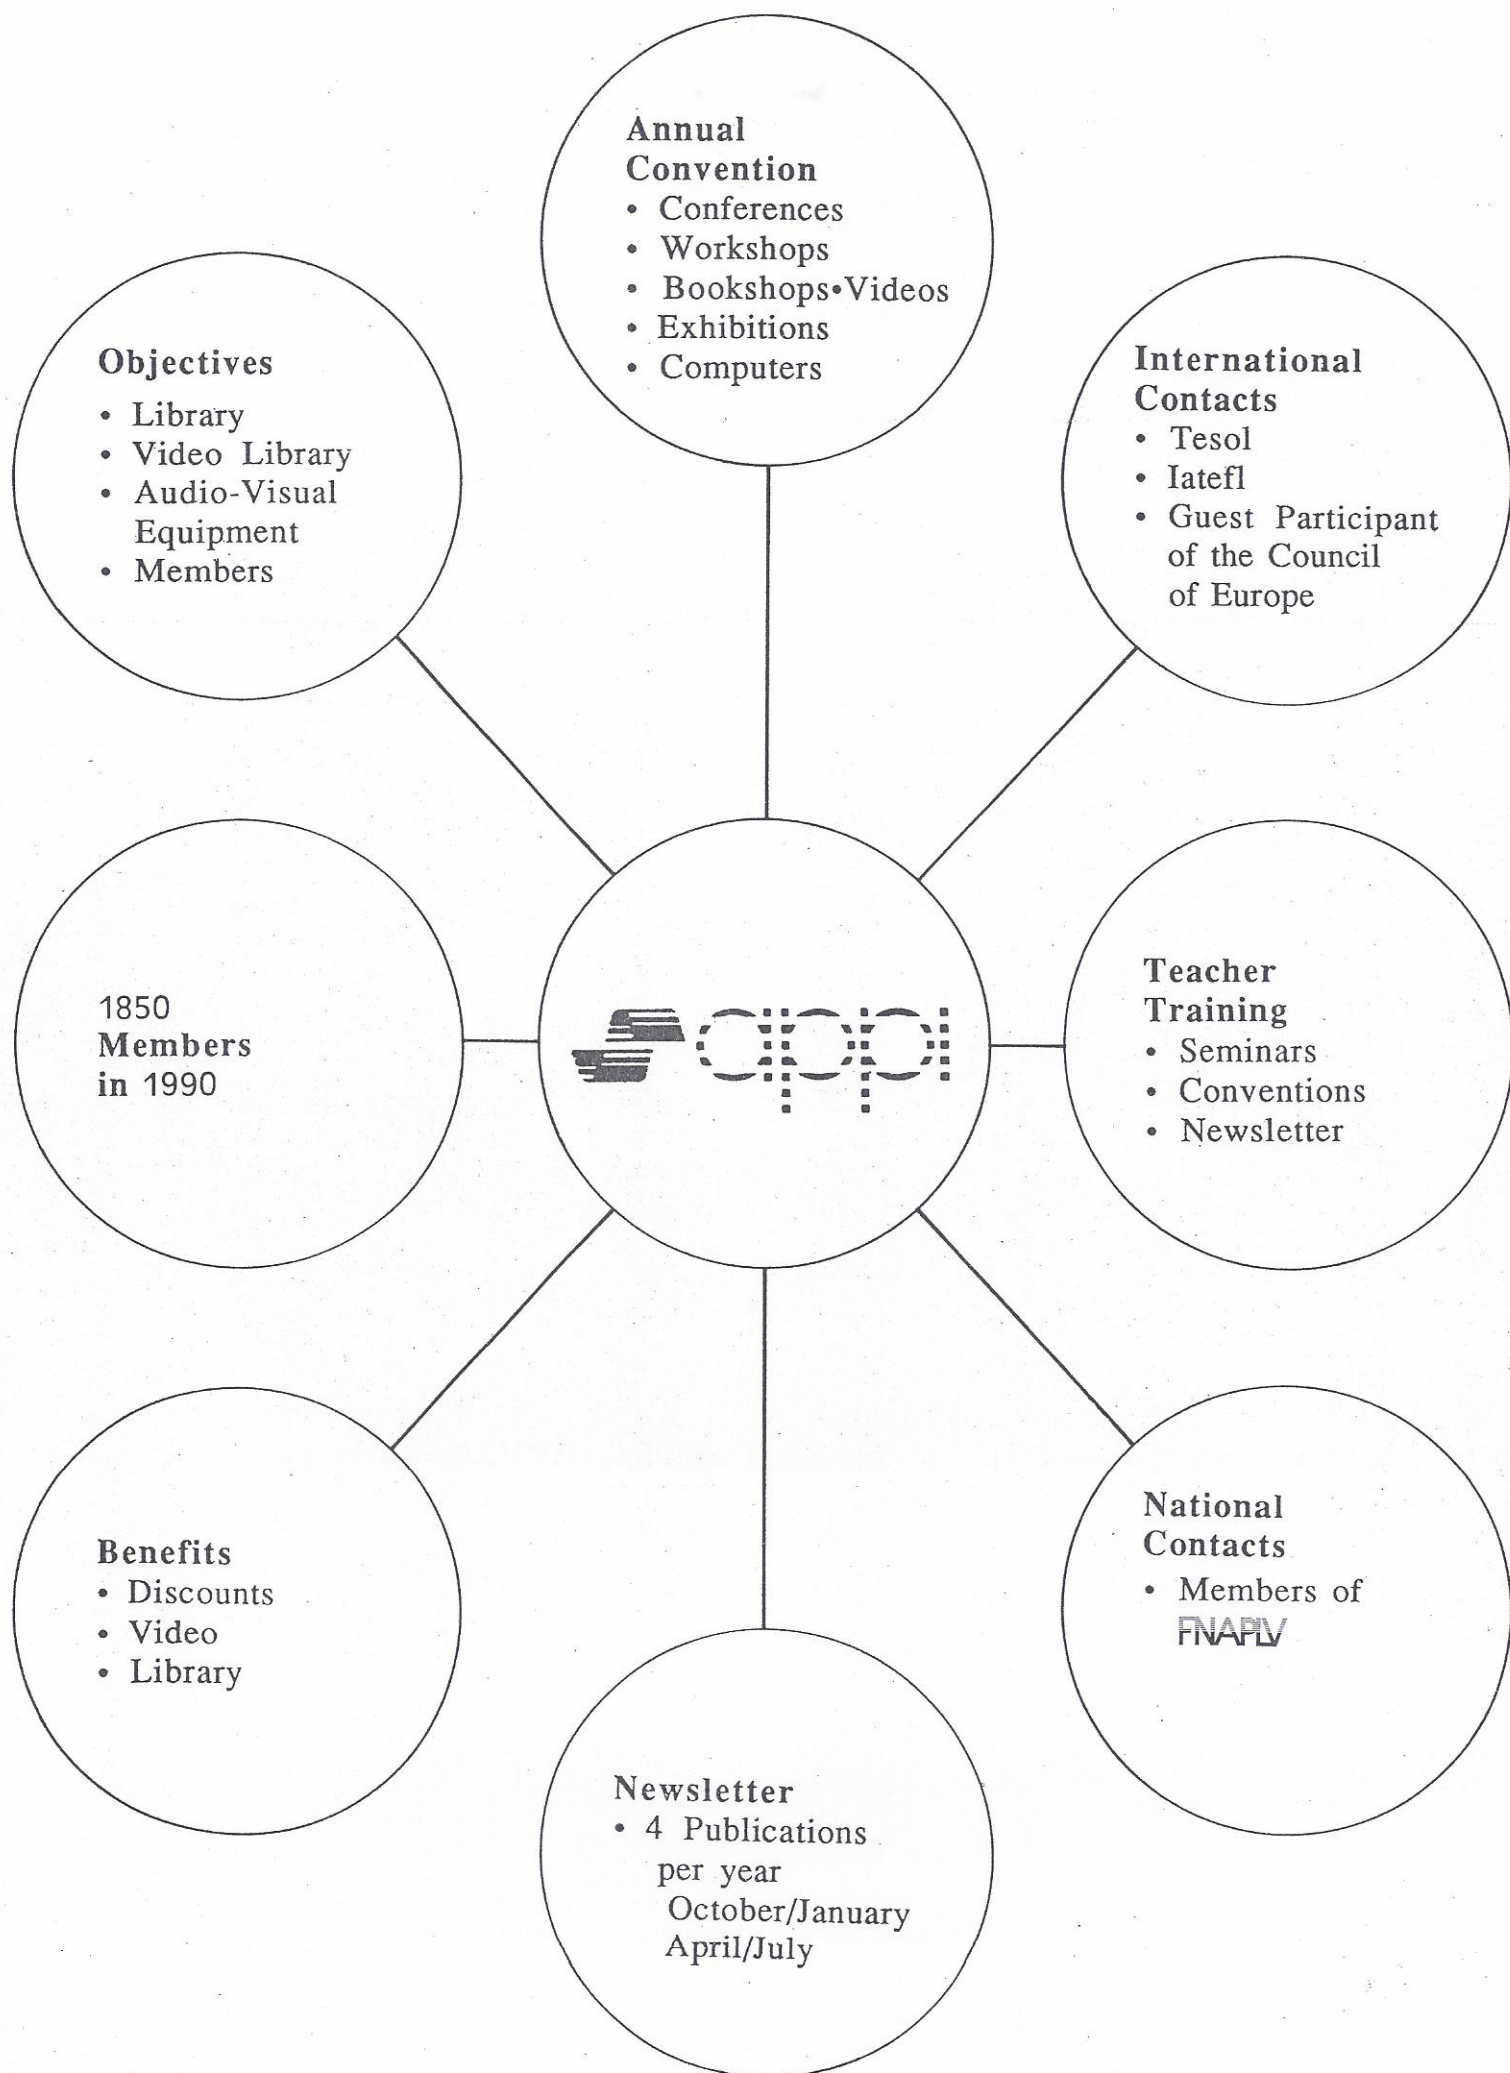 Annual
Convention
• Conferences
• Workshops
• Bookshops•Videos
• Exhibitions
• Computers
Objectives
• Library
• Video Library
• Audio-Visual
Equipment
• Members
International
Contacts
• Tesol
• Iatefl
• Guest Participant
of the Council
of Europe
1850
Members
in 1990
appi
Teacher
Training
• Seminars
• Conventions
• Newsletter
Benefits
• Discounts
• Video
• Library
National
Contacts
• Members of
FNAPLV
Newsletter
• 4 Publications
per year
October/January
April/July